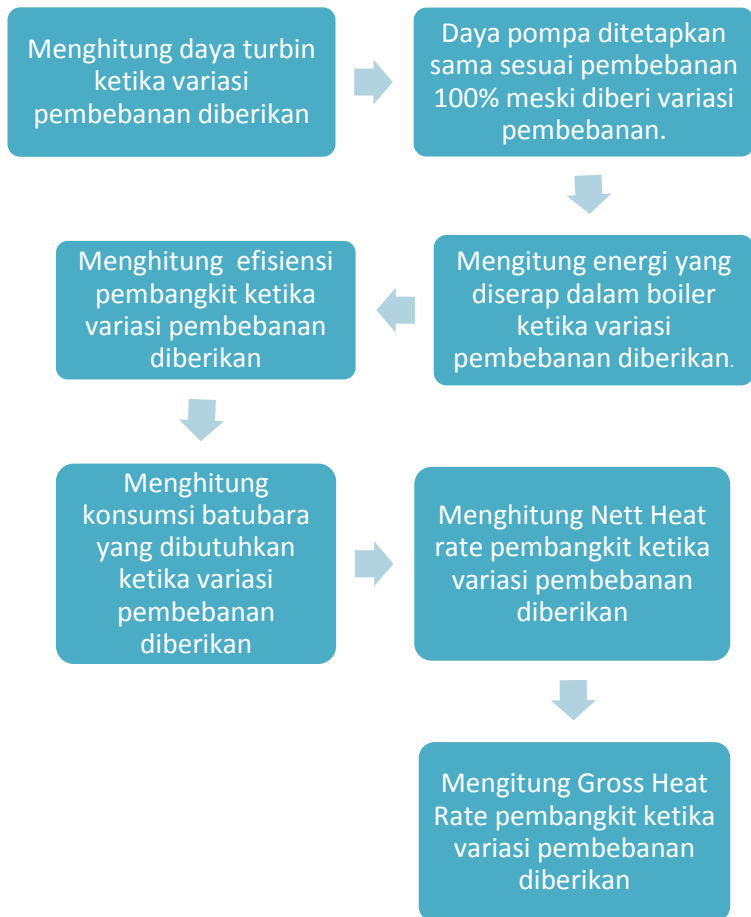 Menghitung daya turbin
ketika variasi
pembebanan diberikan
Daya pompa ditetapkan
sama sesuai pembebanan
100% meski diberi variasi
pembebanan.
Mengitung energi yang
diserap dalam boiler
ketika variasi
pembebanan diberikan.
Menghitung efisiensi
pembangkit ketika
variasi pembebanan
diberikan
Menghitung
konsumsi batubara
yang dibutuhkan
ketika variasi
pembebanan
diberikan
Menghitung Nett Heat
rate pembangkit ketika
variasi pembebanan
diberikan
Mengitung Gross Heat
Rate pembangkit ketika
variasi pembebanan
diberikan